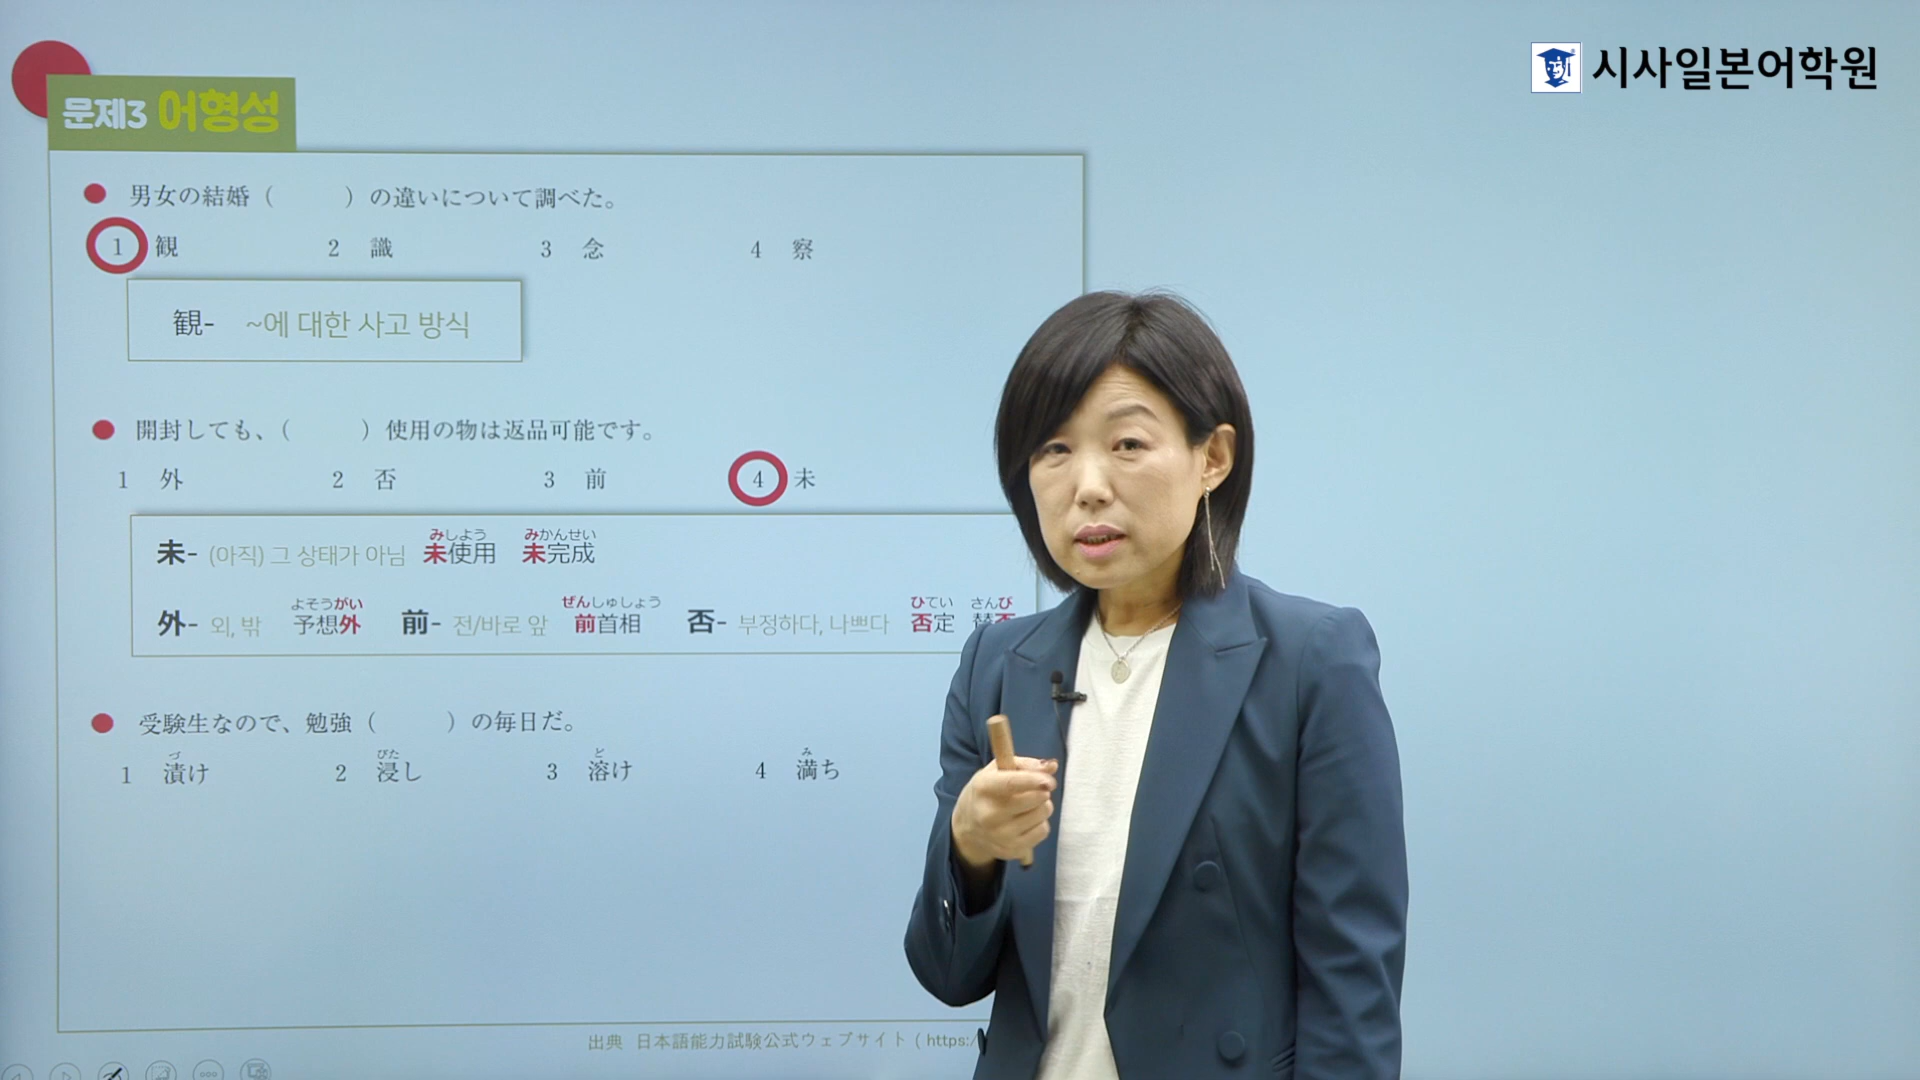 시사일본어학원
문제3 어형성
男女の結婚（　　）の違いについて調べた。
1 観 2 識 3 念 4 察
観- ~에 대한 사고 방식
開封しても、（　　）使用の物は返品可能です。
1 外 2 否 3 前 4 未
みしよう みかんせい
未- (아직) 그 상태가 아님 未使用 未完成
よそうがい ぜんしゅしょう ひてい さんぴ
外- 외, 밖 予想外 前- 전/바로 앞 前首相 否- 부정하다, 나쁘다 否定 賛否
受験生なので、勉強（　　）の毎日だ。
づ びた ど み
1 漬け 2 浸し 3 溶け 4 満ち
出典 日本語能力試験公式ウェブサイト ( https:/